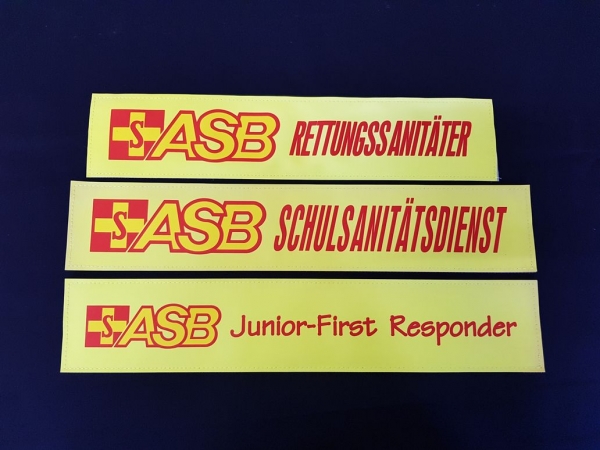 S ASB RETTUNGSSANITÄTER
S ASB SCHULSANITÄTSDIENST
S ASB Junior-First Responder